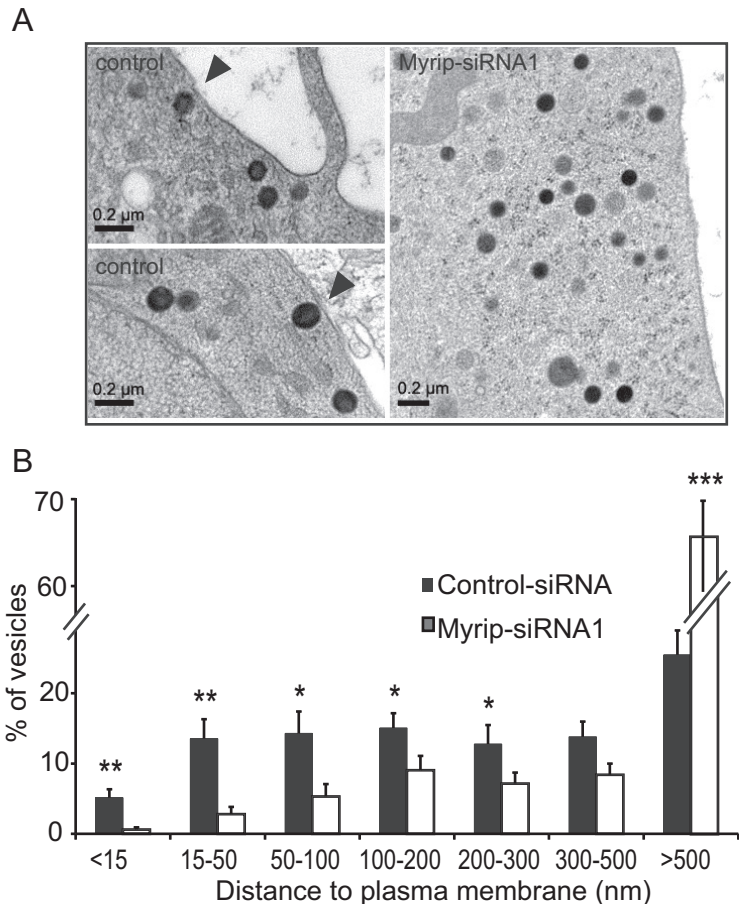 A
control
Myrip-siRNA1
0.2 µm
control
0.2 µm
0.2 µm
B
% of vesicles
70
60
20
10
0
Control-siRNA
Myrip-siRNA1
**
**
*
*
*
***
<15 15-50 50-100 100-200 200-300 300-500 >500
Distance to plasma membrane (nm)